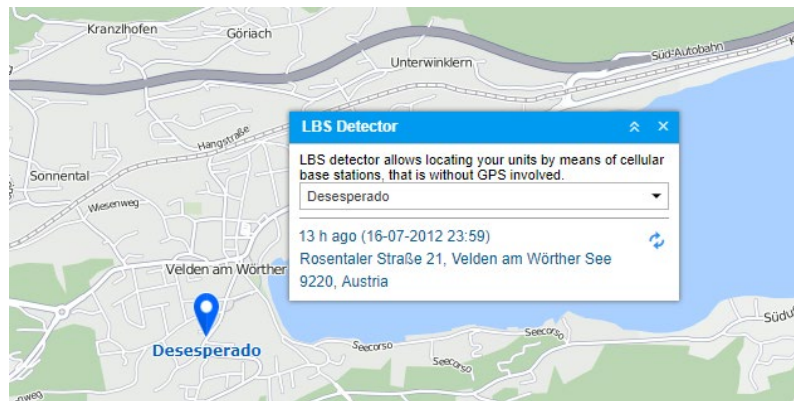 Kranzlhofen
Göriach
Unterwinklern
Süd-Autobahn
Hangstraße
LBS Detector
LBS detector allows locating your units by means of cellular
base stations, that is without GPS involved.
Desesperado
Sonnental
Wiesenweg
13 h ago (16-07-2012 23:59)
Rosentaler Straße 21, Velden am Wörther See
9220, Austria
Velden am Wörther
Desesperado
Seecorso
Seecorso
Seecorso